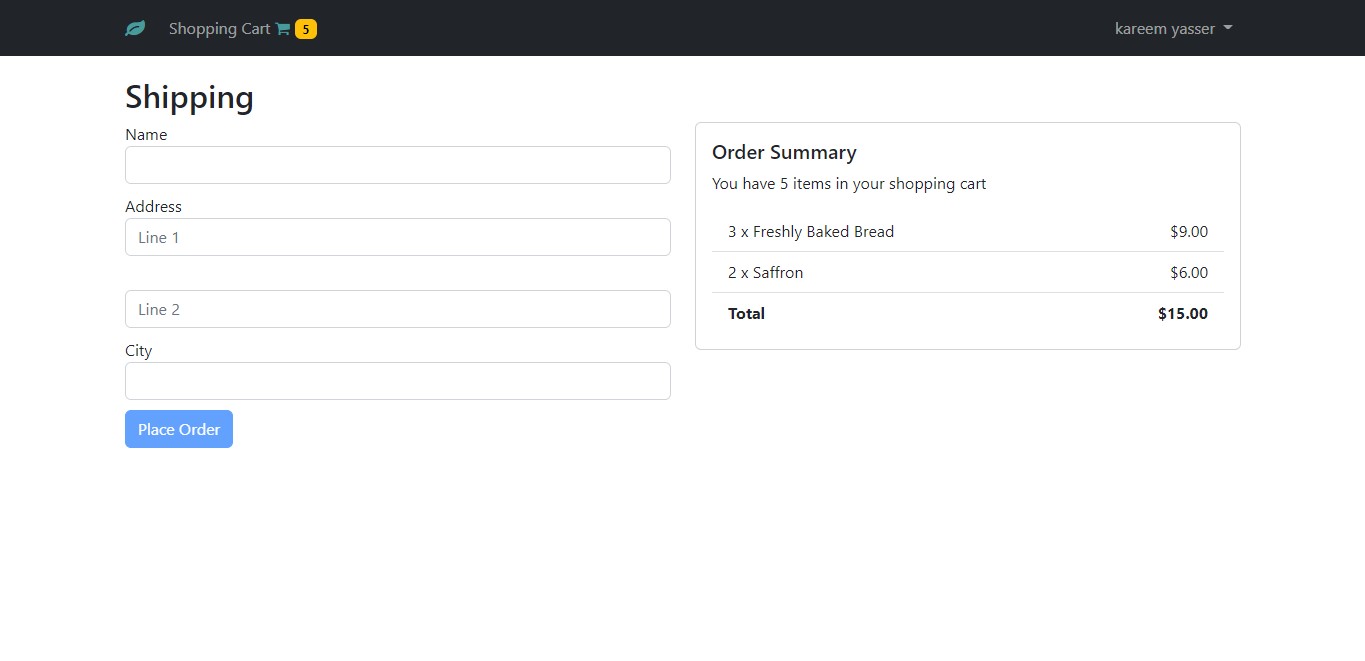 Shopping Cart 5
kareem yasser
Shipping
Name
Address
Line 1
Line 2
City
Place Order
Order Summary
You have 5 items in your shopping cart
3 x Freshly Baked Bread $9.00
2 x Saffron $6.00
Total $15.00